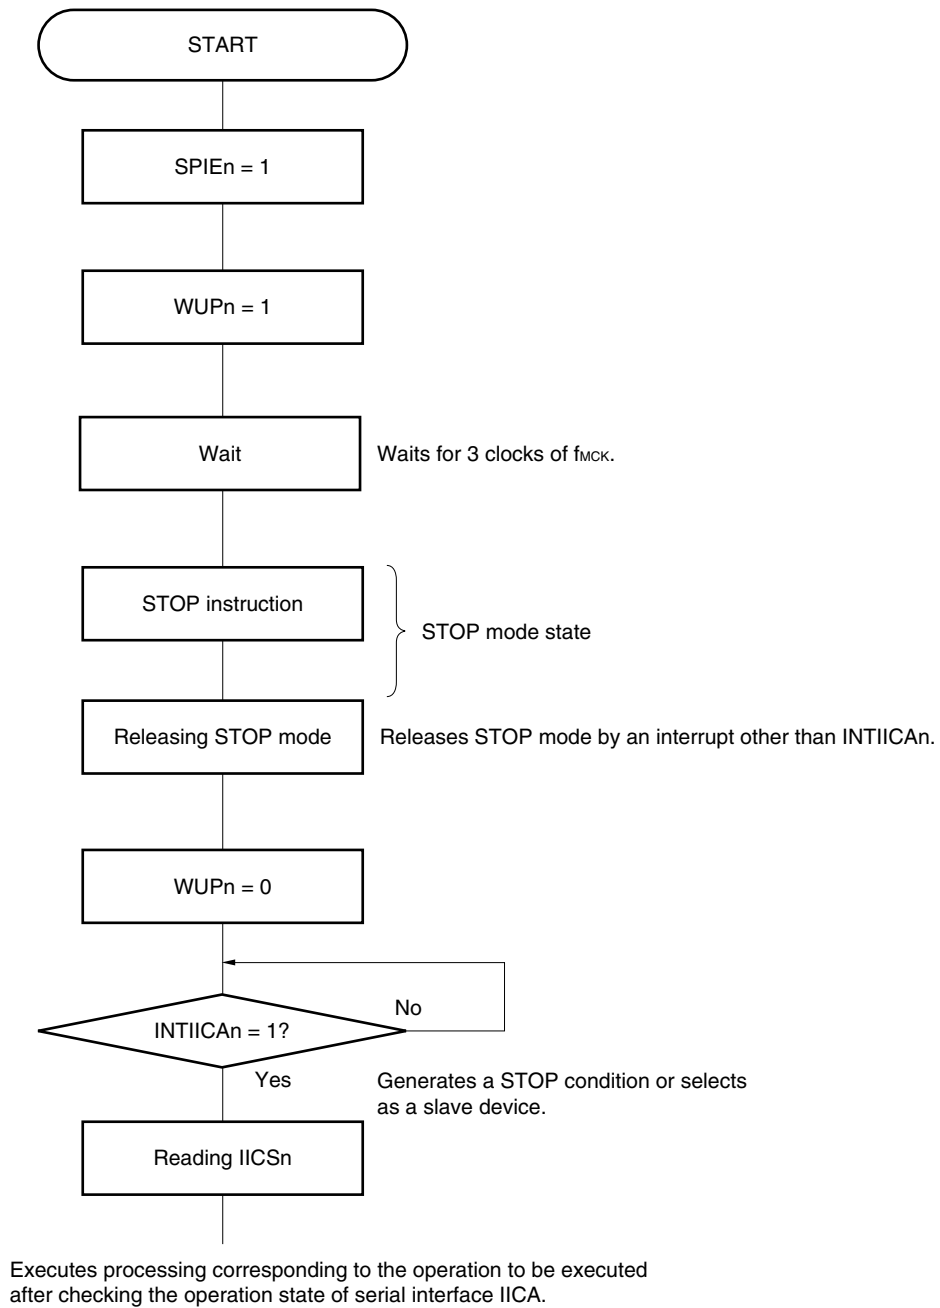 START
SPIEn = 1
WUPn = 1
Wait
Waits for 3 clocks of fMCK.
STOP instruction
STOP mode state
Releasing STOP mode
Releases STOP mode by an interrupt other than INTIICAn.
WUPn = 0
No
INTIICAn = 1?
Yes
Generates a STOP condition or selects
as a slave device.
Reading IICSn
Executes processing corresponding to the operation to be executed
after checking the operation state of serial interface IICA.